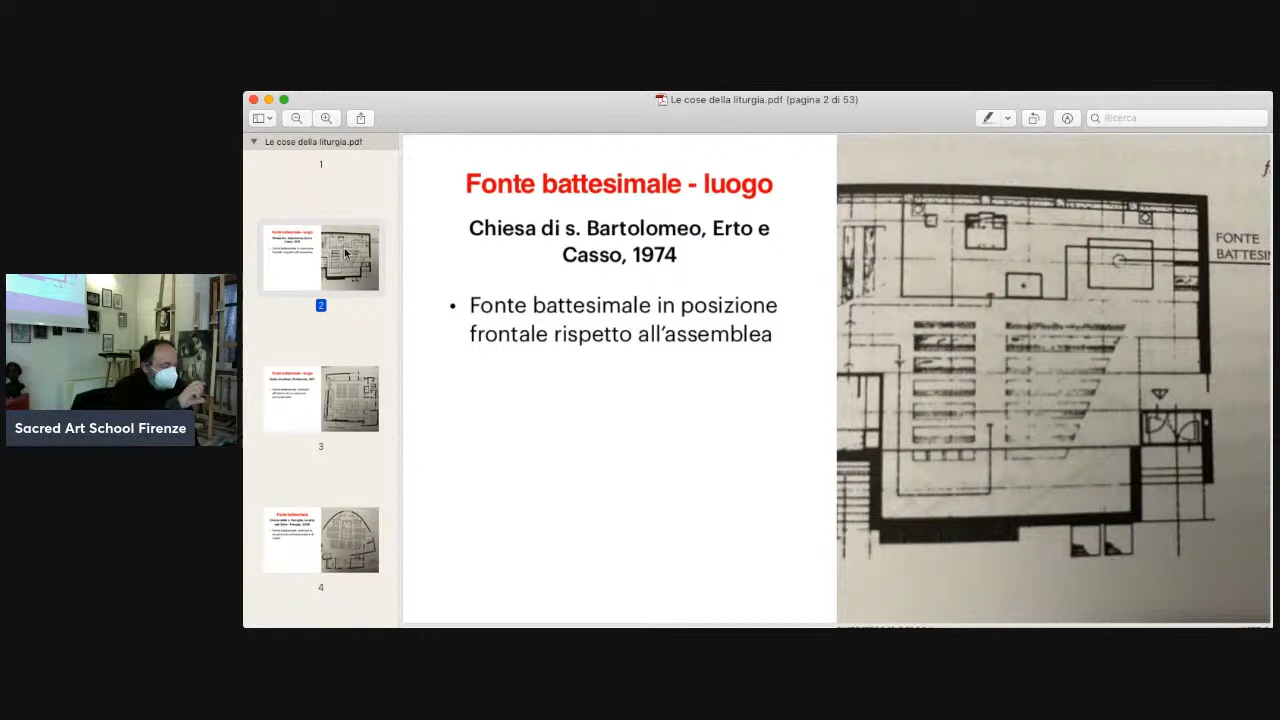 Le cose della liturgia.pdf (pagina 2 di 53)
Ricerca
Le cose della liturgia.pdf
1
2
3
4
Fonte battesimale - luogo
Chiesa di s. Bartolomeo, Erto e
Casso, 1974
• Fonte battesimale in posizione
frontale rispetto all'assemblea
FONTE
BATTESI
Sacred Art School Firenze